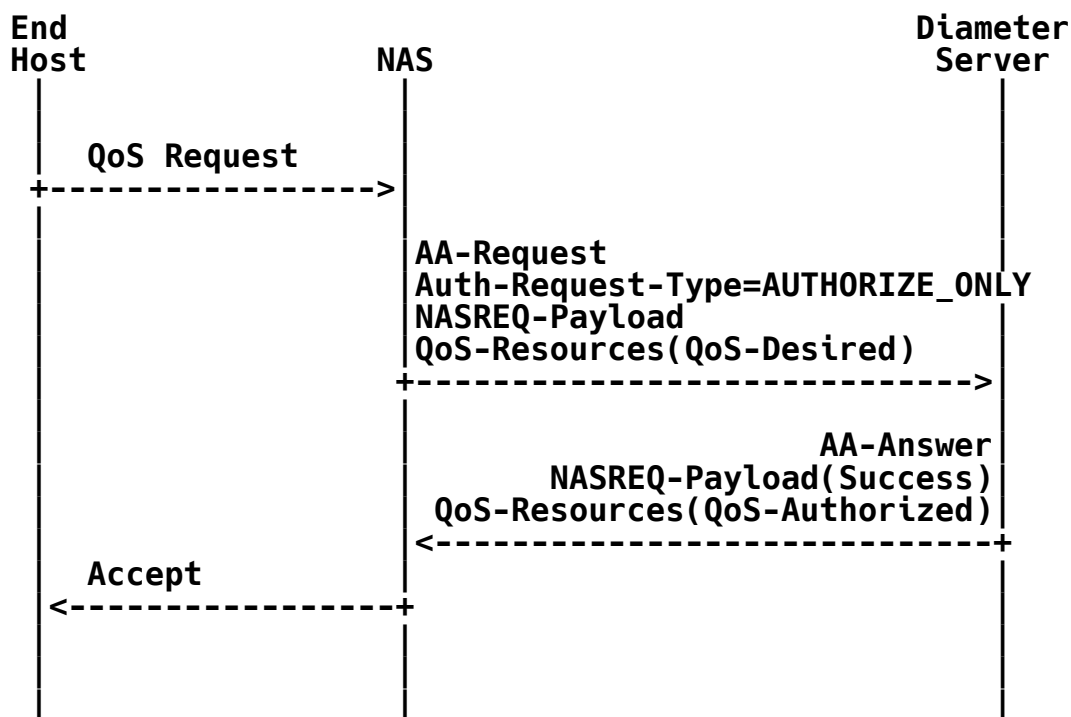 End Diameter
Host NAS Server
QoS Request
AA-Request
Auth-Request-Type=AUTHORIZE_ONLY
NASREQ-Payload
QoS-Resources(QoS-Desired)
AA-Answer
NASREQ-Payload(Success)
QoS-Resources(QoS-Authorized)
Accept